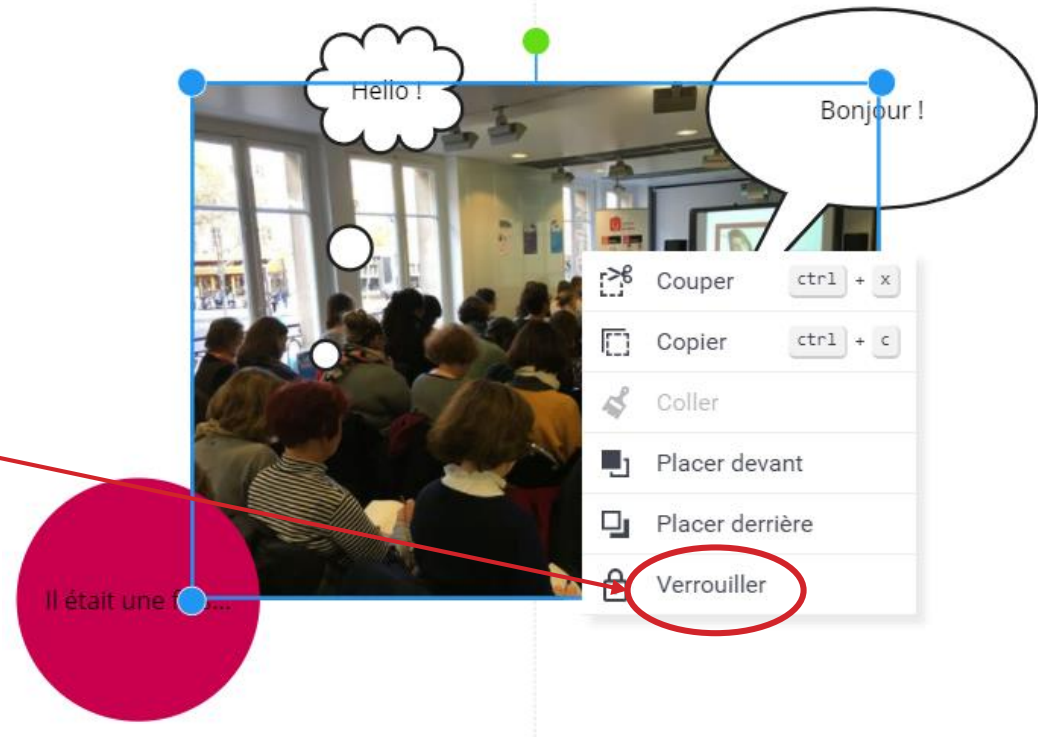 Hello !
Bonjour !
Couper ctrl + x
Copier ctrl + c
Coller
Placer devant
Placer derrière
Verrouiller
Il était une